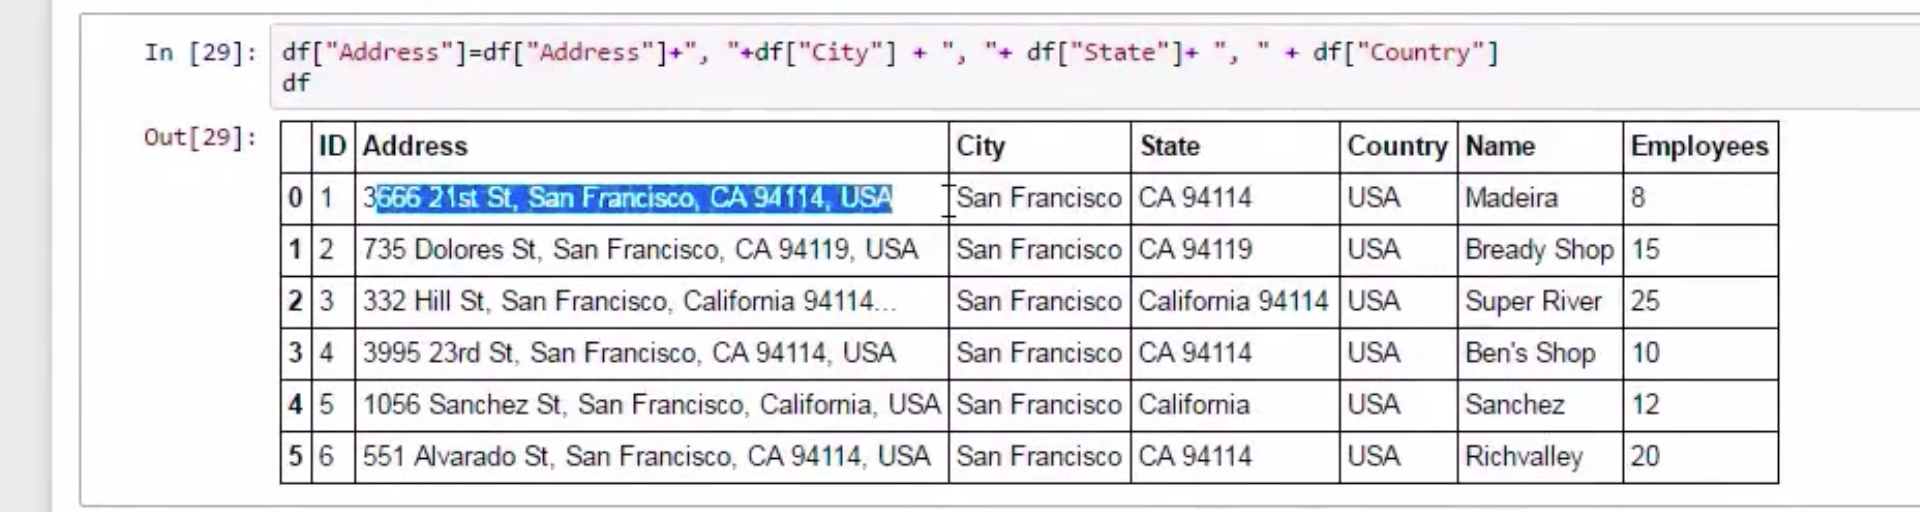 In [29]: df["Address"]=df["Address"]+", "+df["City"] + ", "+ df["State"]+ ", " + df["Country"]
df
Out[29]:
ID Address City State Country Name Employees
0 1 3666 21st St, San Francisco, CA 94114, USA San Francisco CA 94114 USA Madeira 8
1 2 735 Dolores St, San Francisco, CA 94119, USA San Francisco CA 94119 USA Bready Shop 15
2 3 332 Hill St, San Francisco, California 94114... San Francisco California 94114 USA Super River 25
3 4 3995 23rd St, San Francisco, CA 94114, USA San Francisco CA 94114 USA Ben's Shop 10
4 5 1056 Sanchez St, San Francisco, California, USA San Francisco California USA Sanchez 12
5 6 551 Alvarado St, San Francisco, CA 94114, USA San Francisco CA 94114 USA Richvalley 20